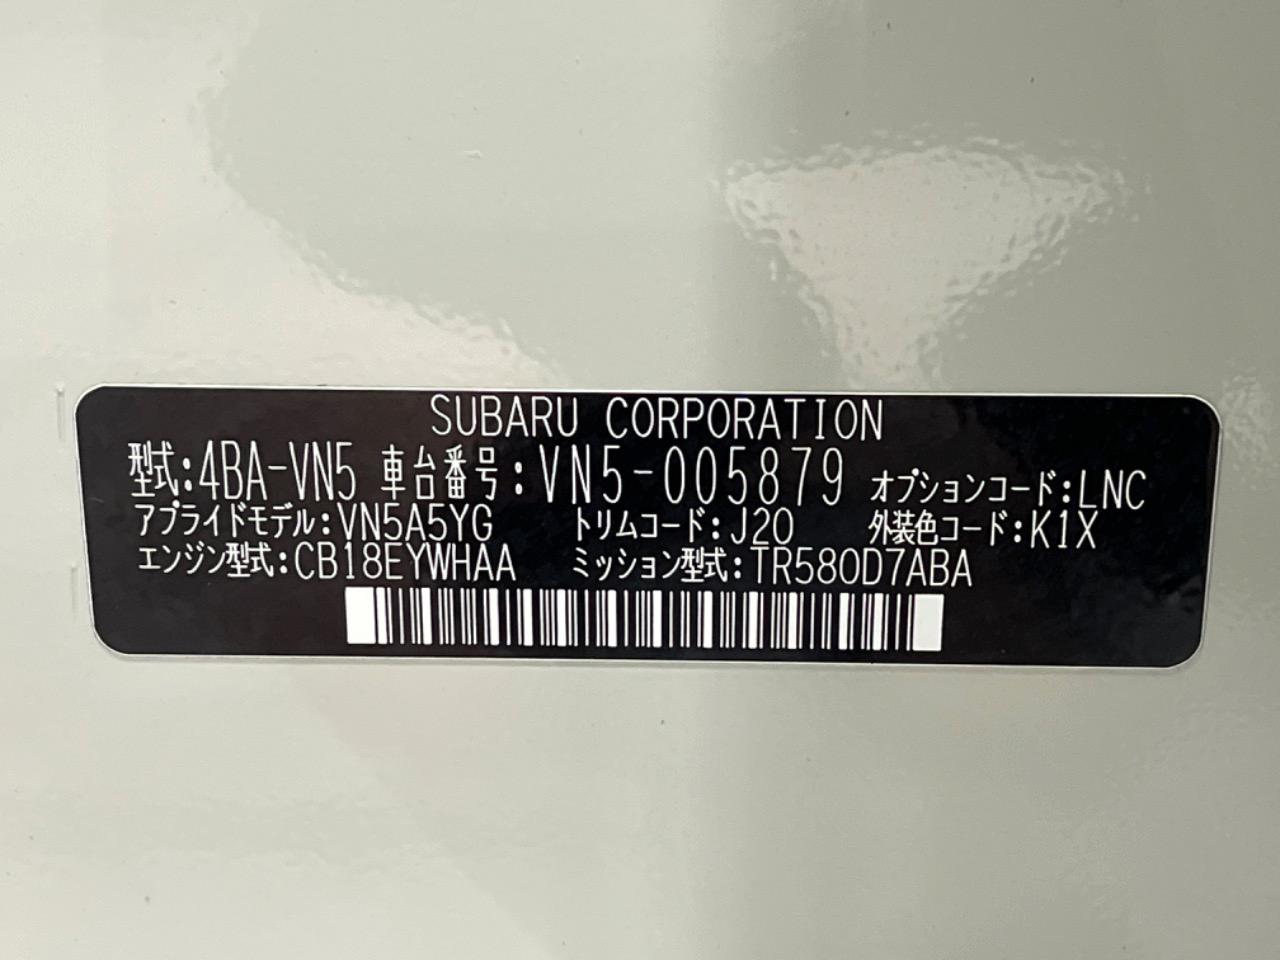 SUBARU CORPORATION
型式:4BA-VN5 車台番号:VN5-005879 オプションコード:LNC
アプライドモデル:VN5A5YG トリムコード:J20 外装色コード:K1X
エンジン型式:CB18EYWHAA ミッション型式:TR580D7ABA